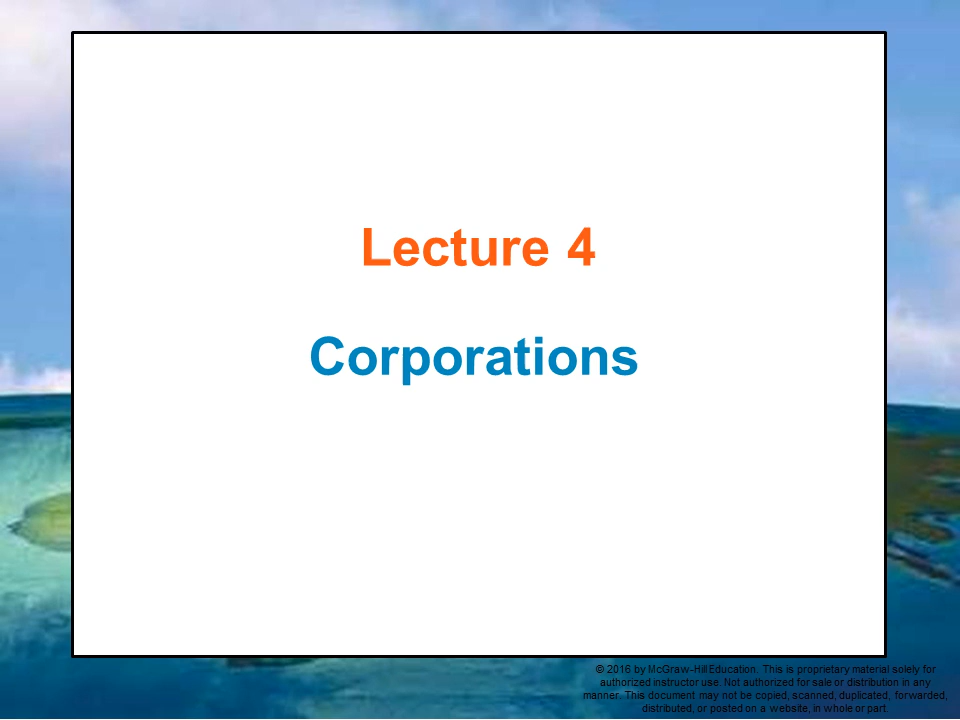 Lecture 4
Corporations
© 2016 by McGraw-Hill Education. This is proprietary material solely for
authorized instructor use. Not authorized for sale or distribution in any
manner. This document may not be copied, scanned, duplicated, forwarded,
distributed, or posted on a website, in whole or part.